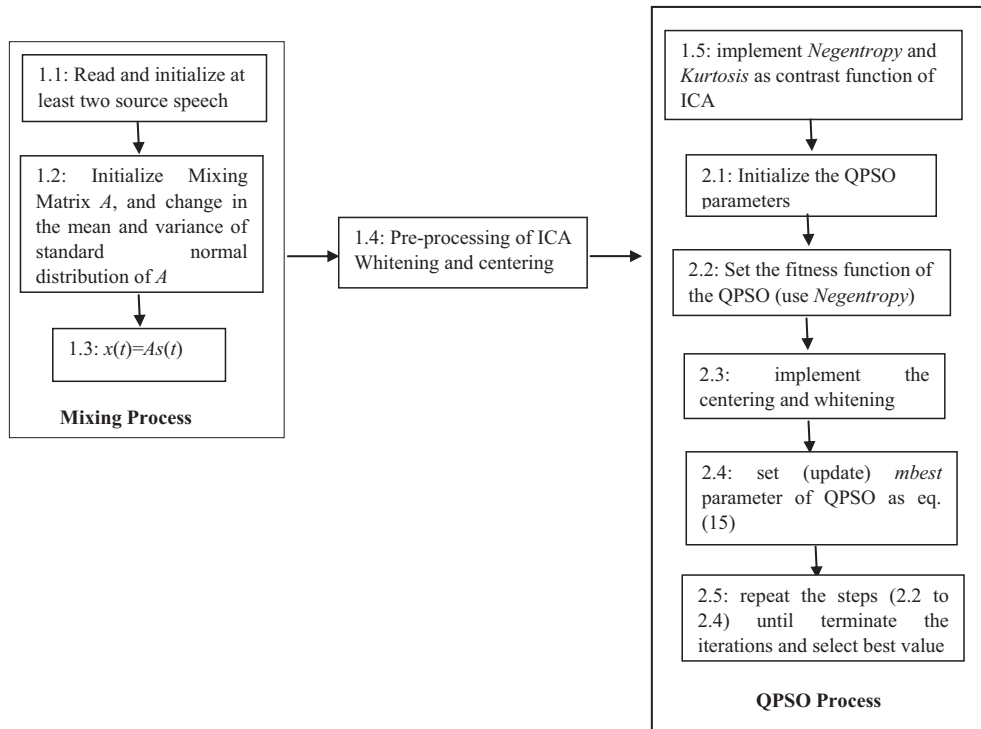 1.1: Read and initialize at
least two source speech
1.2: Initialize Mixing
Matrix A, and change in
the mean and variance of
standard normal
distribution of A
1.3: x(t)=As(t)
Mixing Process
1.4: Pre-processing of ICA
Whitening and centering
1.5: implement Negentropy and
Kurtosis as contrast function of
ICA
2.1: Initialize the QPSO
parameters
2.2: Set the fitness function of
the QPSO (use Negentropy)
2.3: implement the
centering and whitening
2.4: set (update) mbest
parameter of QPSO as eq.
(15)
2.5: repeat the steps (2.2 to
2.4) until terminate the
iterations and select best value
QPSO Process